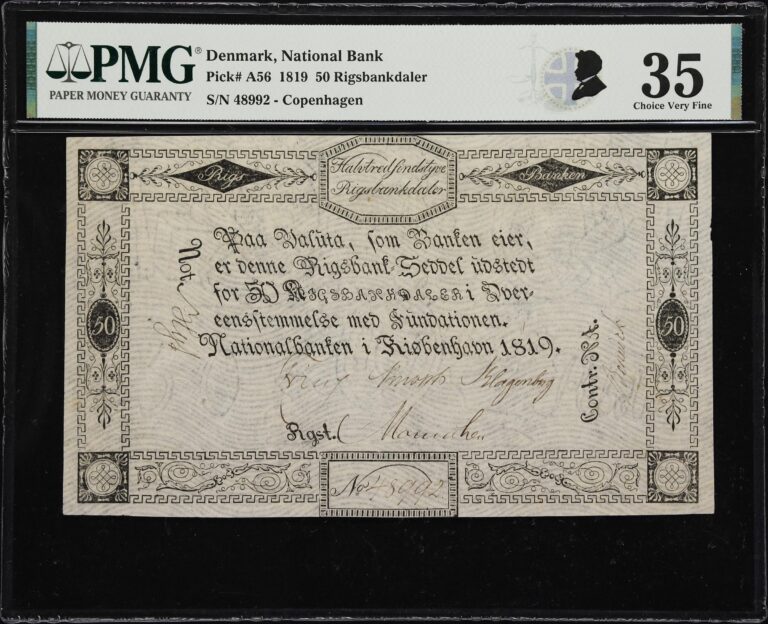 PMG®
PAPER MONEY GUARANTY
Denmark, National Bank
Pick# A56 1819 50 Rigsbankdaler
S/N 48992 - Copenhagen
35
Choice Very Fine
Halvtredsindstyve
Rigsbankdaler
Rigs
Banken
Paa Valuta, som Banken eier,
er denne Rigsbank-Seddel udstedt
for 50 RIGSBANKDALER i Over-
eensstemmelse med Fundationen.
Nationalbanken i Kiøbenhavn 1819.
Not.
50
50
Contr.
Rgst.
No 48992